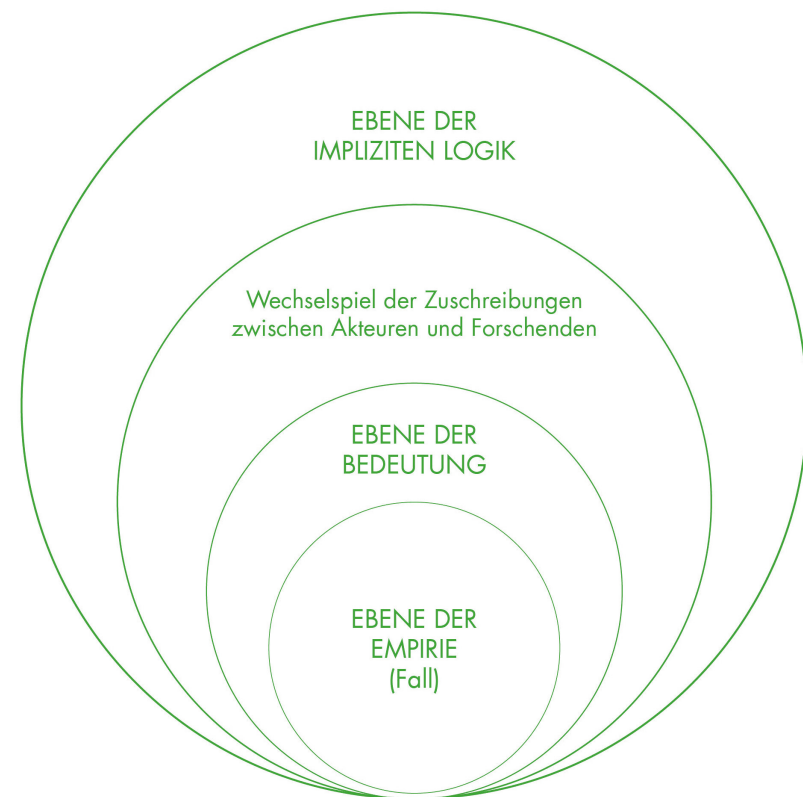 EBENE DER
IMPLIZITEN LOGIK
Wechselspiel der Zuschreibungen
zwischen Akteuren und Forschenden
EBENE DER
BEDEUTUNG
EBENE DER
EMPIRIE
(Fall)